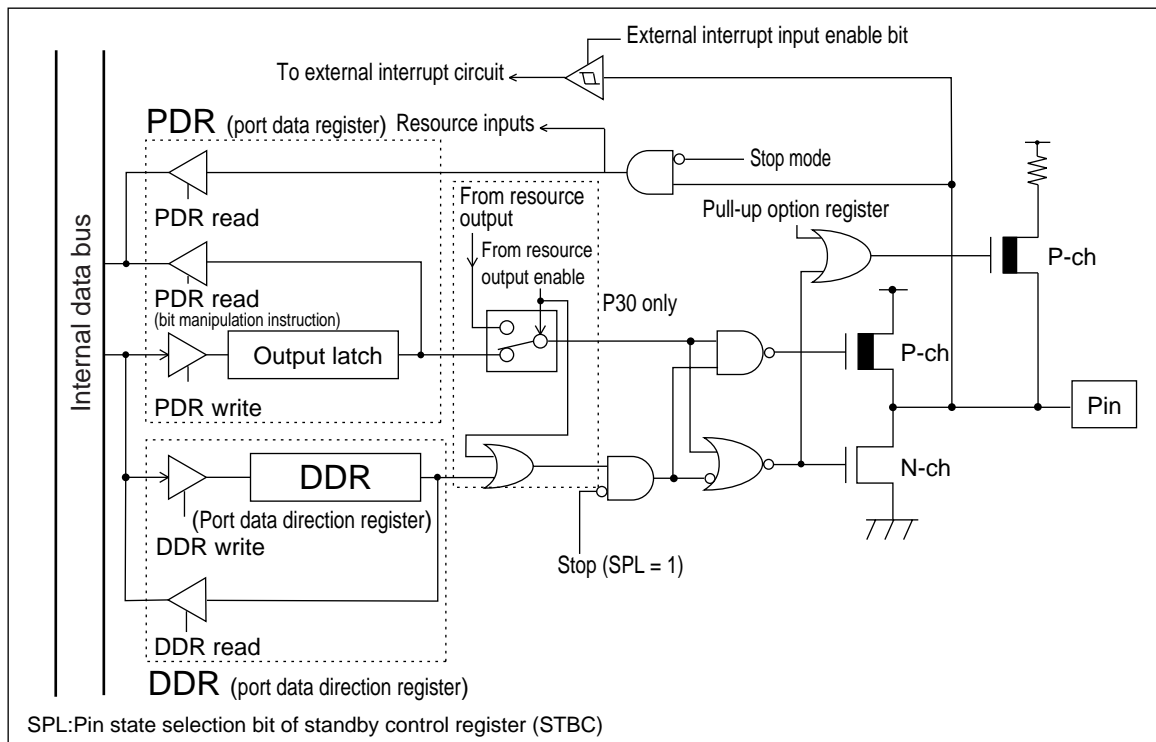 External interrupt input enable bit
To external interrupt circuit
PDR (port data register)
Resource inputs
Stop mode
From resource
output
Pull-up option register
PDR read
From resource
output enable
P-ch
PDR read
(bit manipulation instruction)
P30 only
Internal data bus
Output latch
P-ch
PDR write
Pin
DDR
N-ch
(Port data direction register)
DDR write
Stop (SPL = 1)
DDR read
DDR (port data direction register)
SPL:Pin state selection bit of standby control register (STBC)